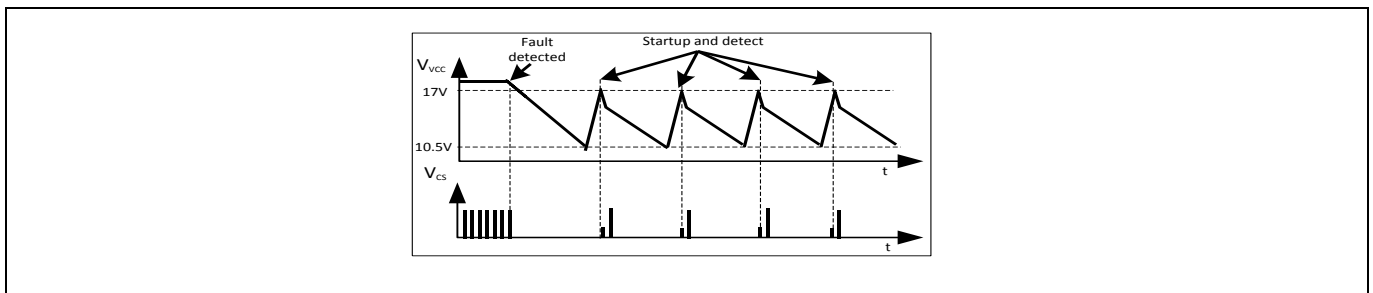 Fault
detected
Startup and detect
Vvcc
17V
10.5V
t
Vcs
t